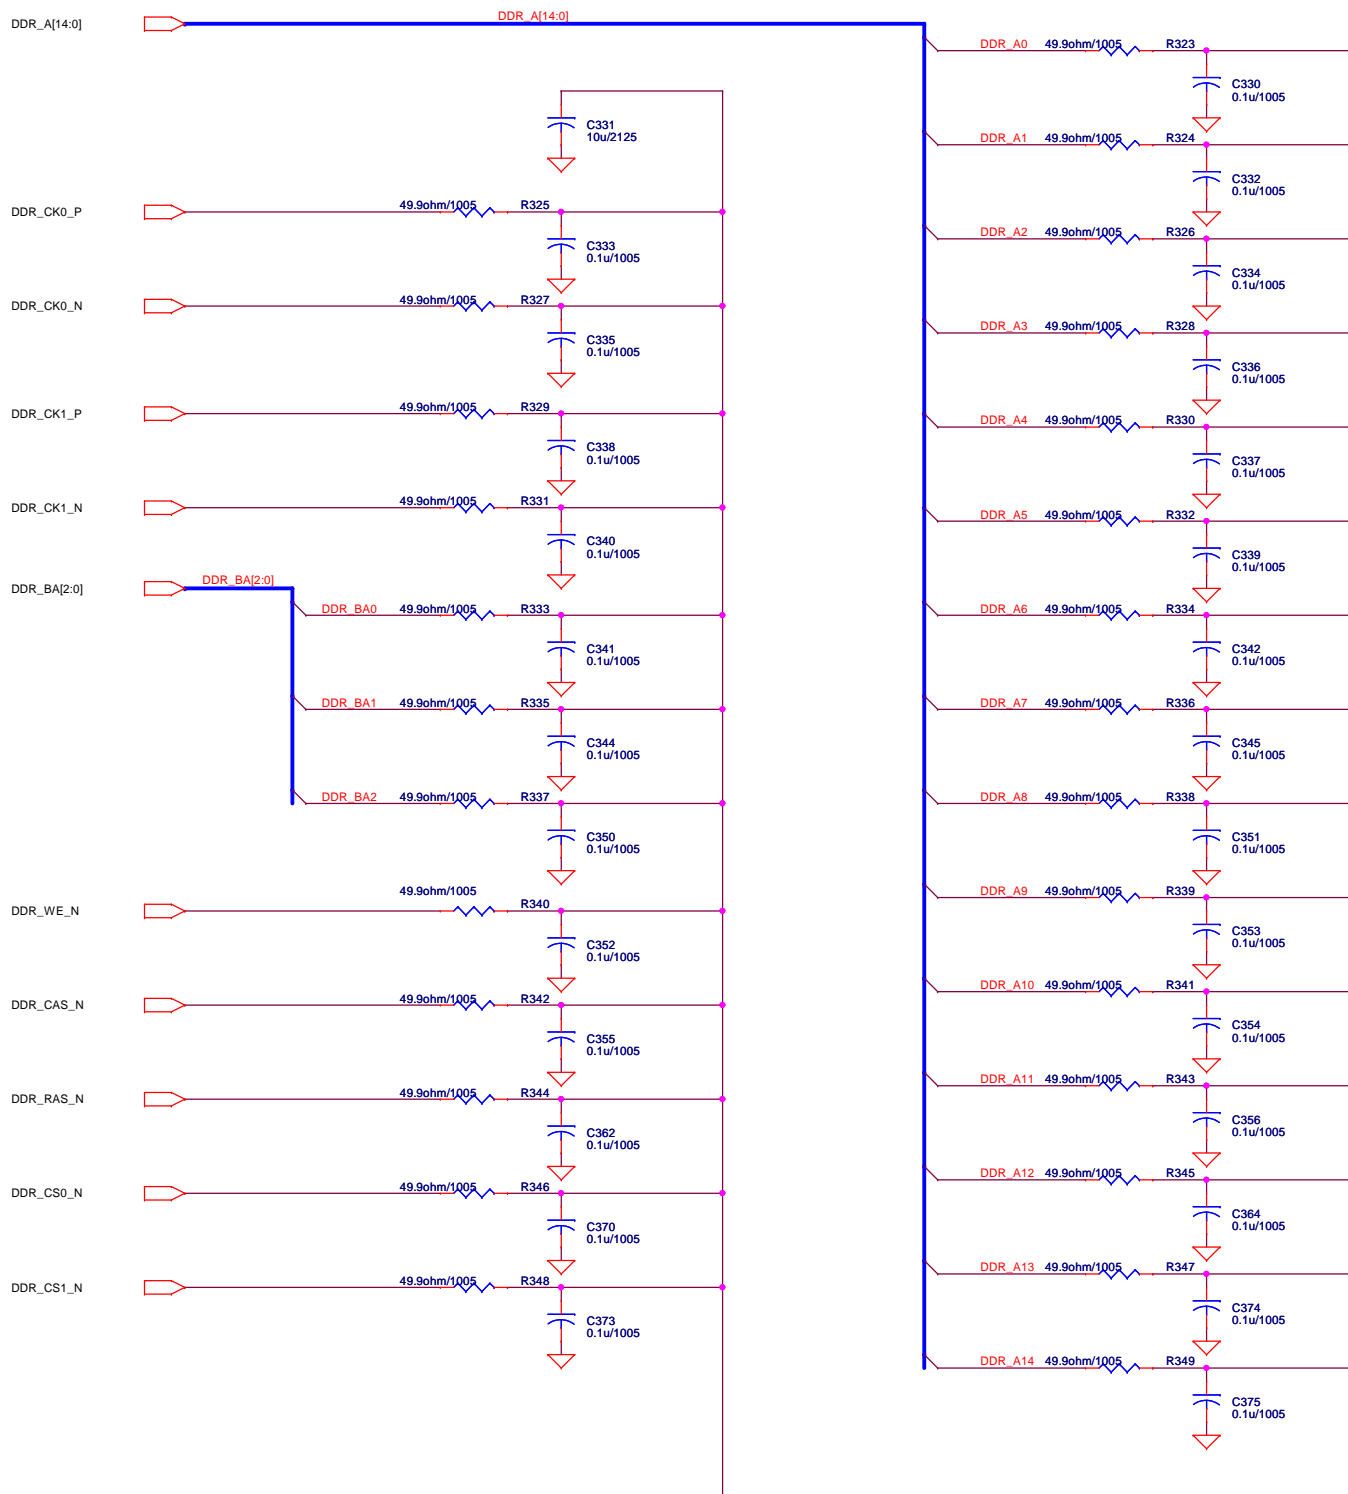 DDR_A[14:0]
DDR_A[14:0]
DDR_A0 49.9ohm/1005 R323
C330
0.1u/1005
C331
10u/2125
DDR_A1 49.9ohm/1005 R324
C332
0.1u/1005
DDR_CK0_P 49.9ohm/1005 R325
C333
0.1u/1005
DDR_A2 49.9ohm/1005 R326
C334
0.1u/1005
DDR_CK0_N 49.9ohm/1005 R327
C335
0.1u/1005
DDR_A3 49.9ohm/1005 R328
C336
0.1u/1005
DDR_CK1_P 49.9ohm/1005 R329
C338
0.1u/1005
DDR_A4 49.9ohm/1005 R330
C337
0.1u/1005
DDR_CK1_N 49.9ohm/1005 R331
C340
0.1u/1005
DDR_A5 49.9ohm/1005 R332
C339
0.1u/1005
DDR_BA[2:0] DDR_BA[2:0]
DDR_BA0 49.9ohm/1005 R333
C341
0.1u/1005
DDR_A6 49.9ohm/1005 R334
C342
0.1u/1005
DDR_BA1 49.9ohm/1005 R335
C344
0.1u/1005
DDR_A7 49.9ohm/1005 R336
C345
0.1u/1005
DDR_BA2 49.9ohm/1005 R337
C350
0.1u/1005
DDR_A8 49.9ohm/1005 R338
C351
0.1u/1005
DDR_WE_N 49.9ohm/1005 R340
C352
0.1u/1005
DDR_A9 49.9ohm/1005 R339
C353
0.1u/1005
DDR_CAS_N 49.9ohm/1005 R342
C355
0.1u/1005
DDR_A10 49.9ohm/1005 R341
C354
0.1u/1005
DDR_RAS_N 49.9ohm/1005 R344
C362
0.1u/1005
DDR_A11 49.9ohm/1005 R343
C356
0.1u/1005
DDR_CS0_N 49.9ohm/1005 R346
C370
0.1u/1005
DDR_A12 49.9ohm/1005 R345
C364
0.1u/1005
DDR_CS1_N 49.9ohm/1005 R348
C373
0.1u/1005
DDR_A13 49.9ohm/1005 R347
C374
0.1u/1005
DDR_A14 49.9ohm/1005 R349
C375
0.1u/1005